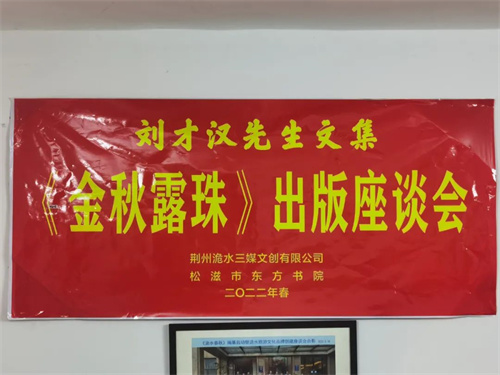 刘才汉先生文集
《金秋露珠》出版座谈会
荆州洈水三媒文创有限公司
松滋市东方书院
二〇二二年春